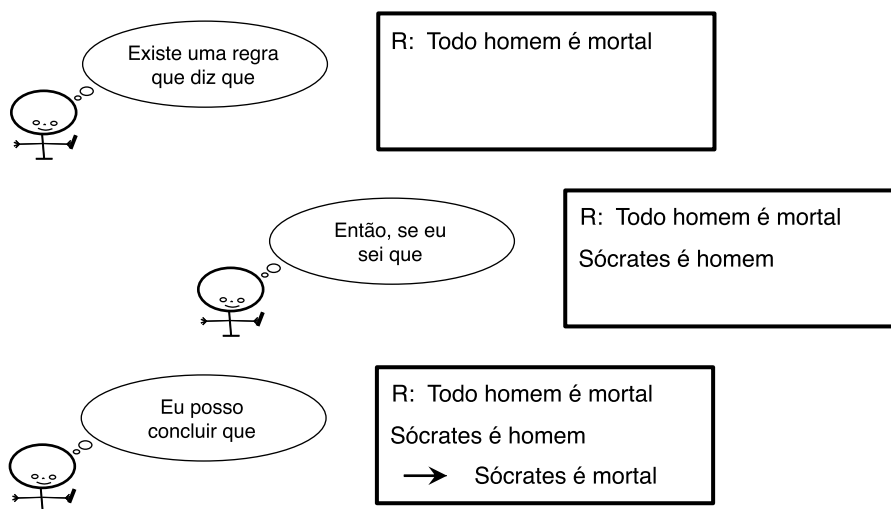 Existe uma regra
que diz que
R: Todo homem é mortal
Então, se eu
sei que
R: Todo homem é mortal
Sócrates é homem
Eu posso
concluir que
R: Todo homem é mortal
Sócrates é homem
→ Sócrates é mortal